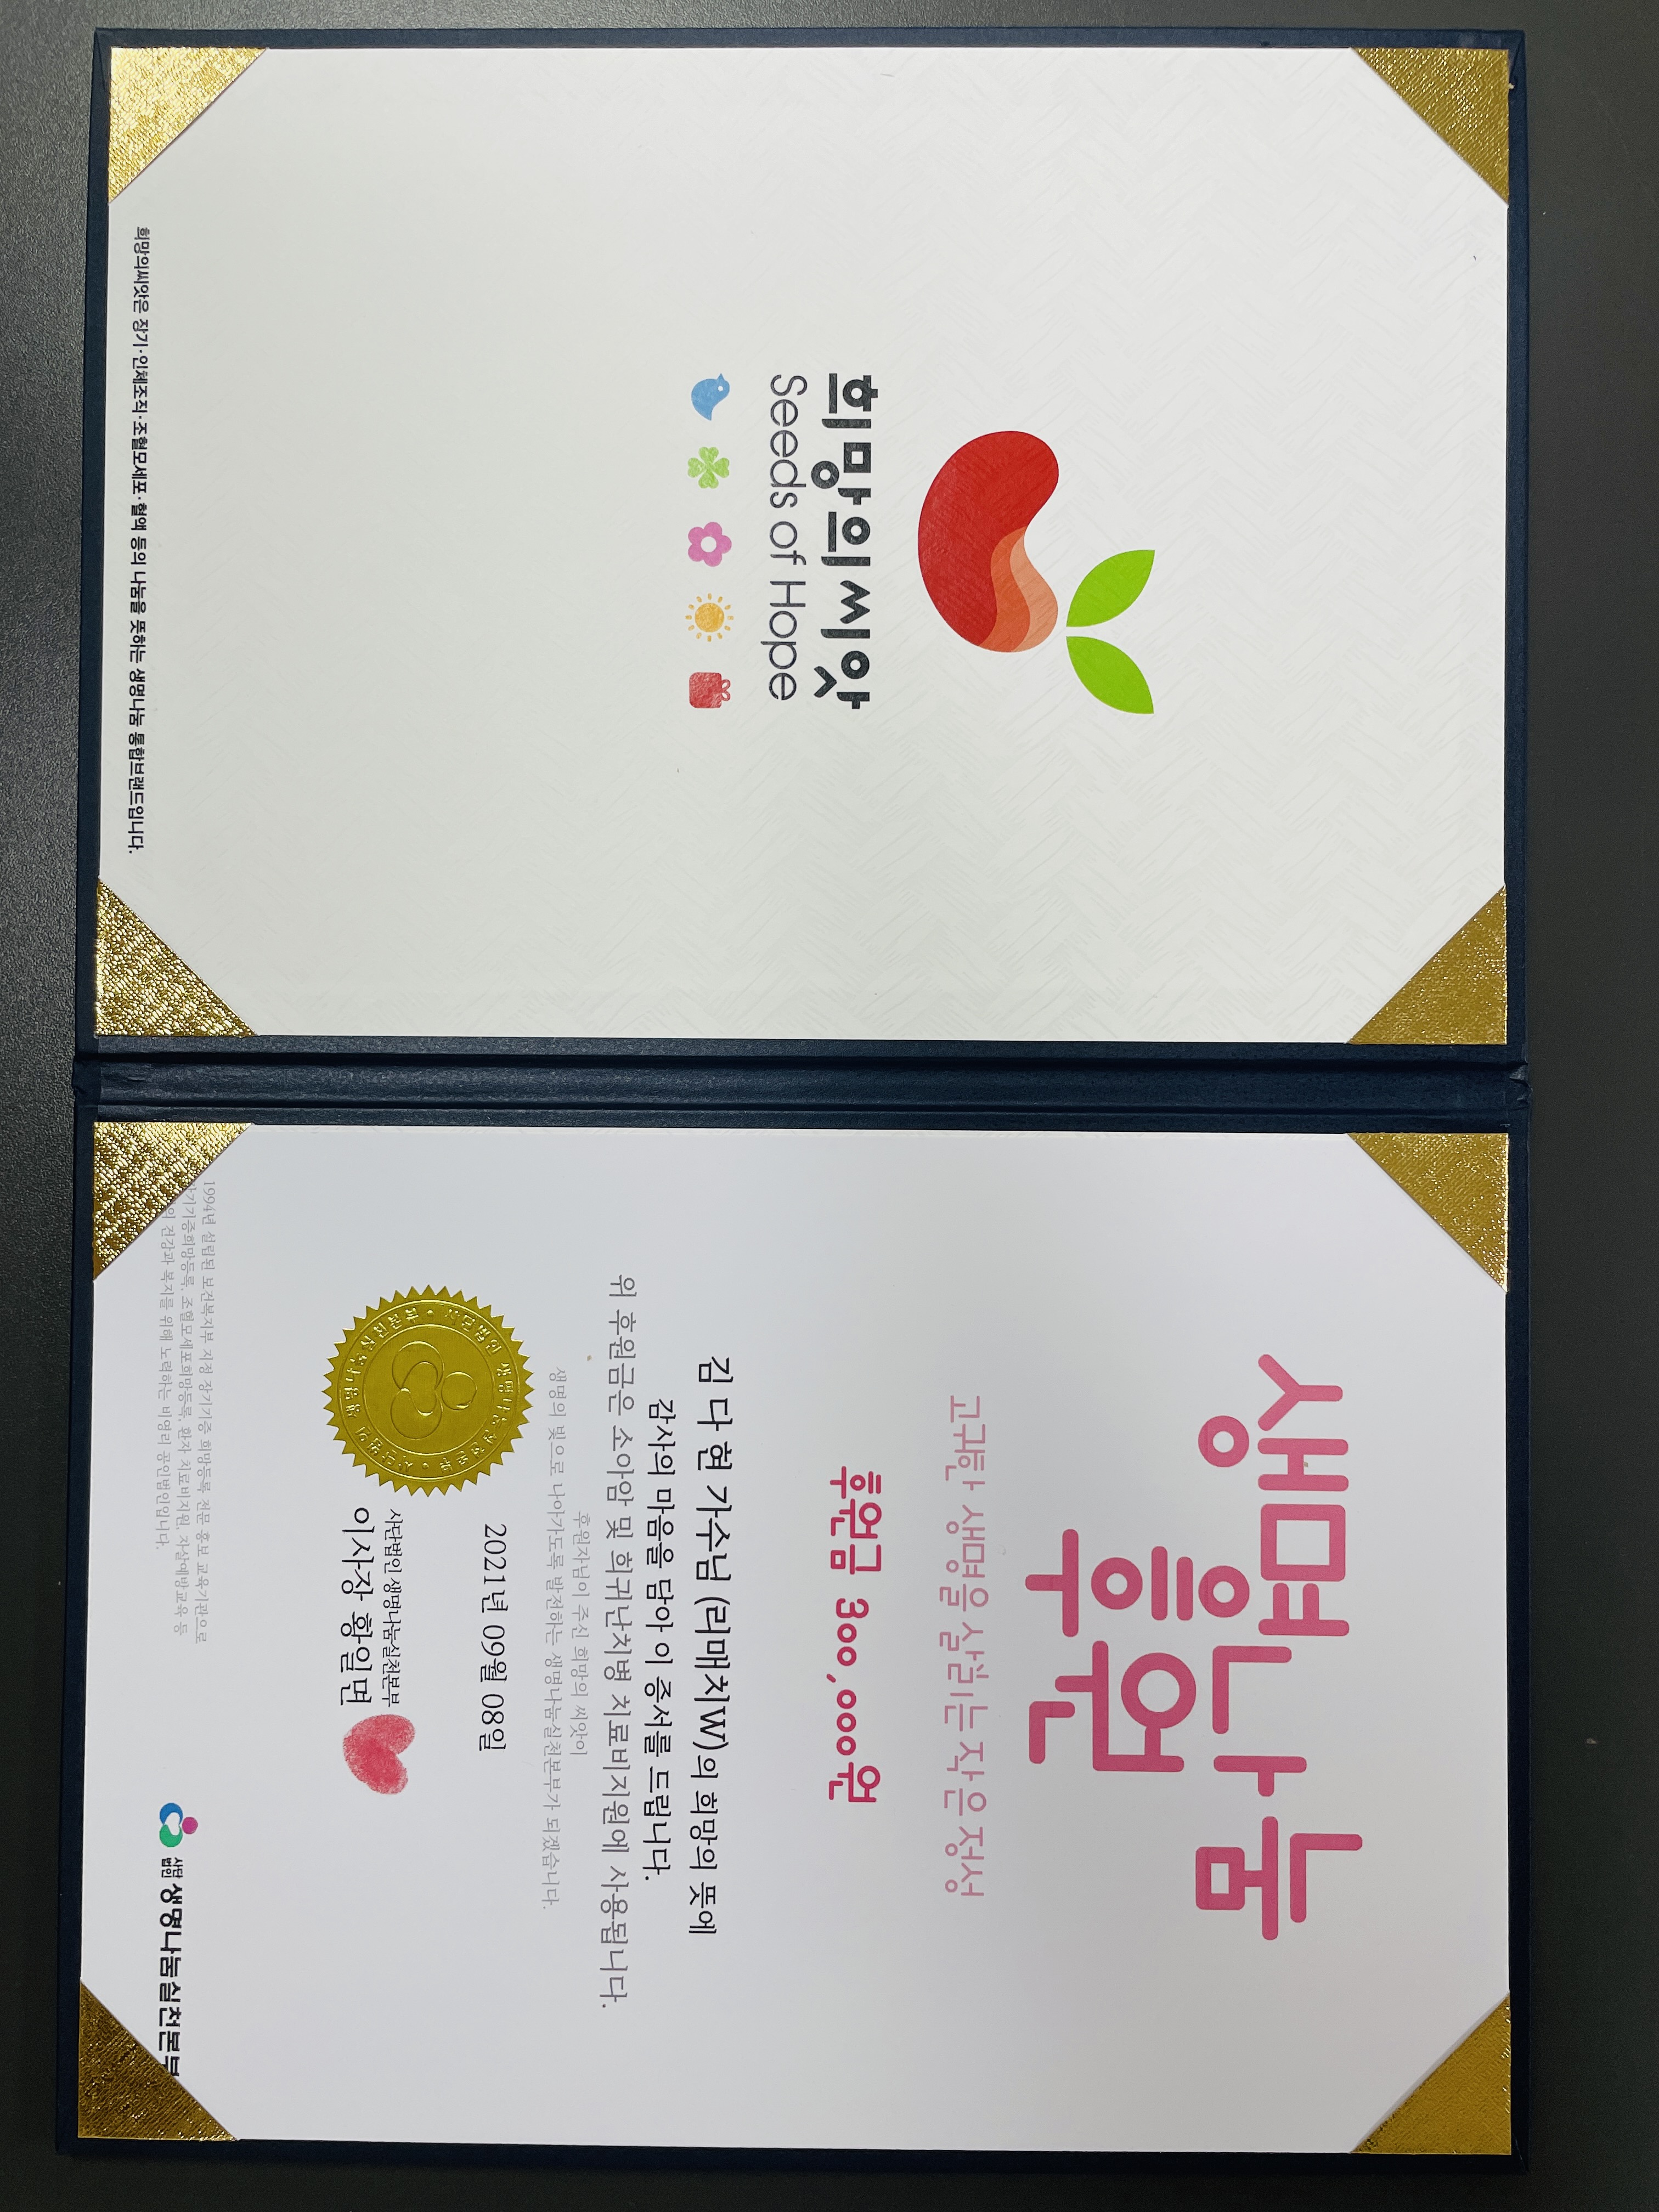 희망의씨앗
Seeds of Hope
희망의씨앗은 장기·인체조직·조혈모세포·혈액 등의 나눔을 뜻하는 생명나눔 통합브랜드입니다.
생명나눔
후원
고귀한 생명을 살리는 작은 정성
후원금 300,000원
김 다 현 가수님 (리매치W)의 희망의 뜻에
감사의 마음을 담아 이 증서를 드립니다.
위 후원금은 소아암 및 희귀난치병 치료비지원에 사용됩니다.
후원자님이 주신 희망의 씨앗이
생명의 빛으로 나아가도록 발전하는 생명나눔실천본부가 되겠습니다.
2021년 09월 08일
사단법인 생명나눔실천본부
사단법인 생명나눔실천본부
이사장 황일면
1994년 설립된 보건복지부 지정 장기기증 희망등록 전문 홍보 교육기관으로
장기기증희망등록, 조혈모세포희망등록, 환자 치료비지원, 자살예방교육 등
건강과 복지를 위해 노력하는 비영리 공인법인입니다.
사단법인 생명나눔실천본부